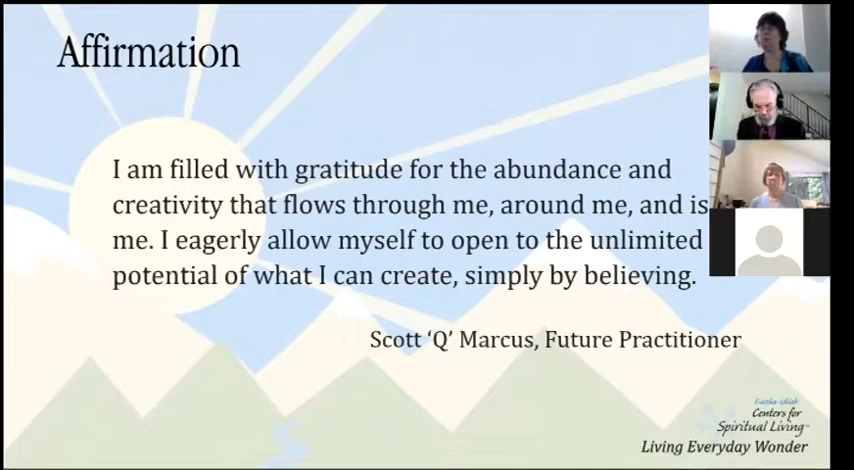 Affirmation
I am filled with gratitude for the abundance and
creativity that flows through me, around me, and is
me. I eagerly allow myself to open to the unlimited
potential of what I can create, simply by believing.
Scott ‘Q’ Marcus, Future Practitioner
Centers for
Spiritual Living™
Living Everyday Wonder